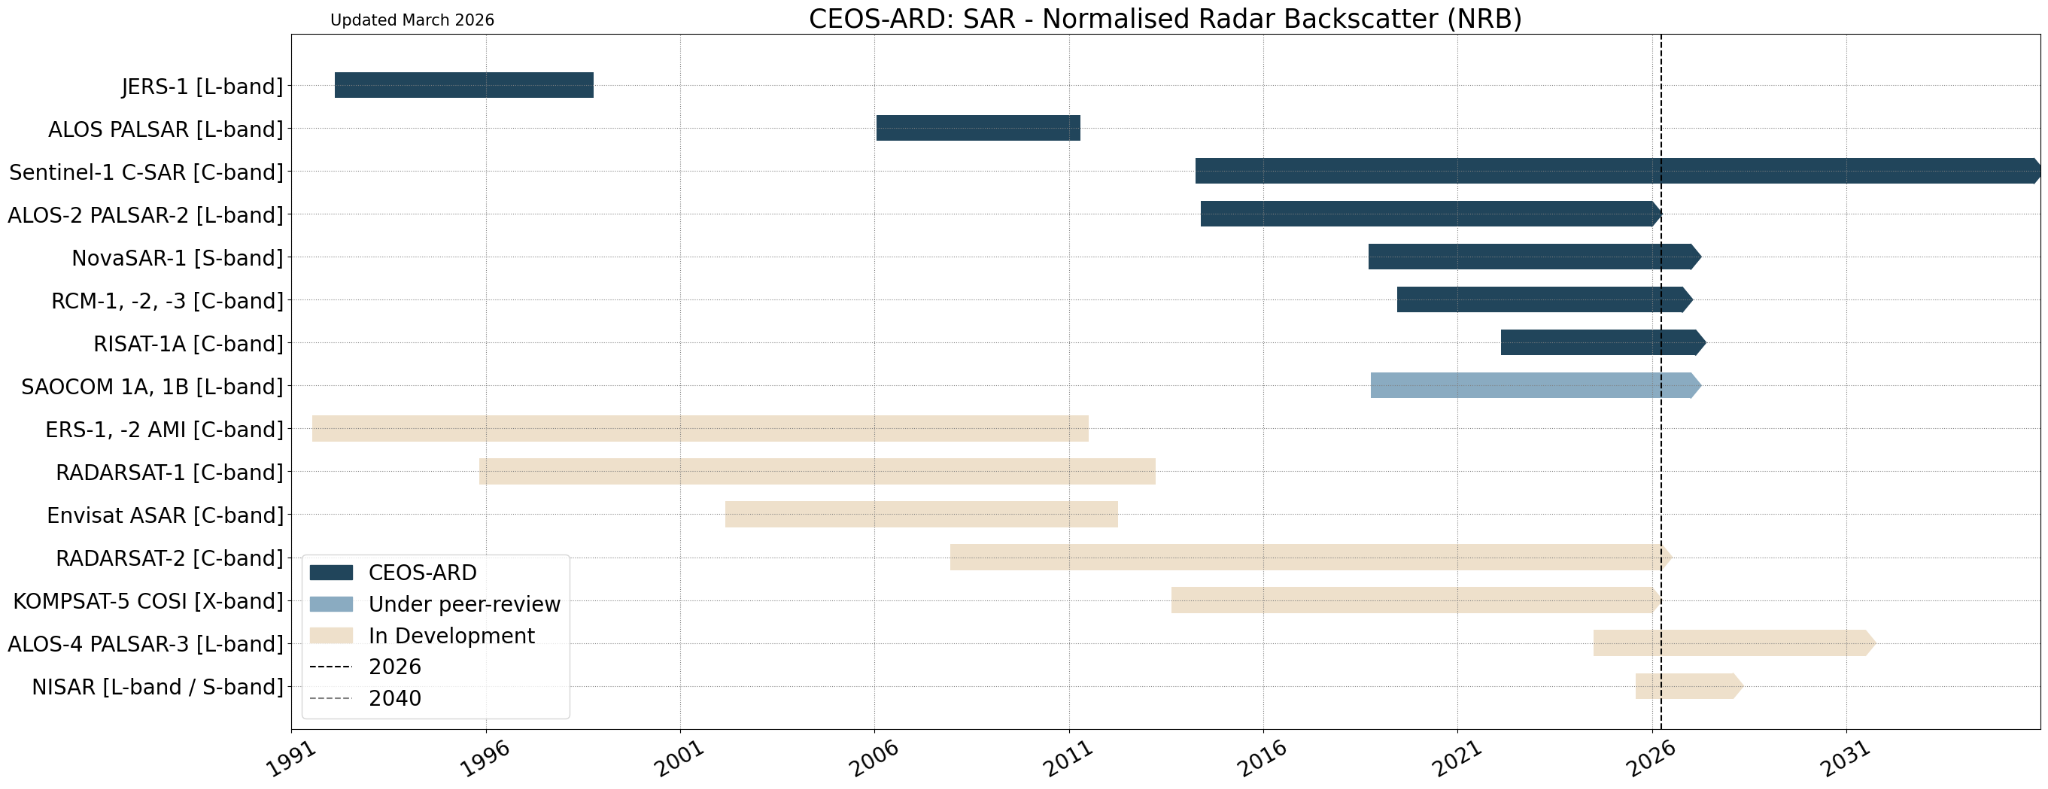 Updated March 2026
CEOS-ARD: SAR - Normalised Radar Backscatter (NRB)
JERS-1 [L-band]
ALOS PALSAR [L-band]
Sentinel-1 C-SAR [C-band]
ALOS-2 PALSAR-2 [L-band]
NovaSAR-1 [S-band]
RCM-1, -2, -3 [C-band]
RISAT-1A [C-band]
SAOCOM 1A, 1B [L-band]
ERS-1, -2 AMI [C-band]
RADARSAT-1 [C-band]
Envisat ASAR [C-band]
RADARSAT-2 [C-band]
KOMPSAT-5 COSI [X-band]
ALOS-4 PALSAR-3 [L-band]
NISAR [L-band / S-band]
CEOS-ARD
Under peer-review
In Development
2026
2040
1991
1996
2001
2006
2011
2016
2021
2026
2031